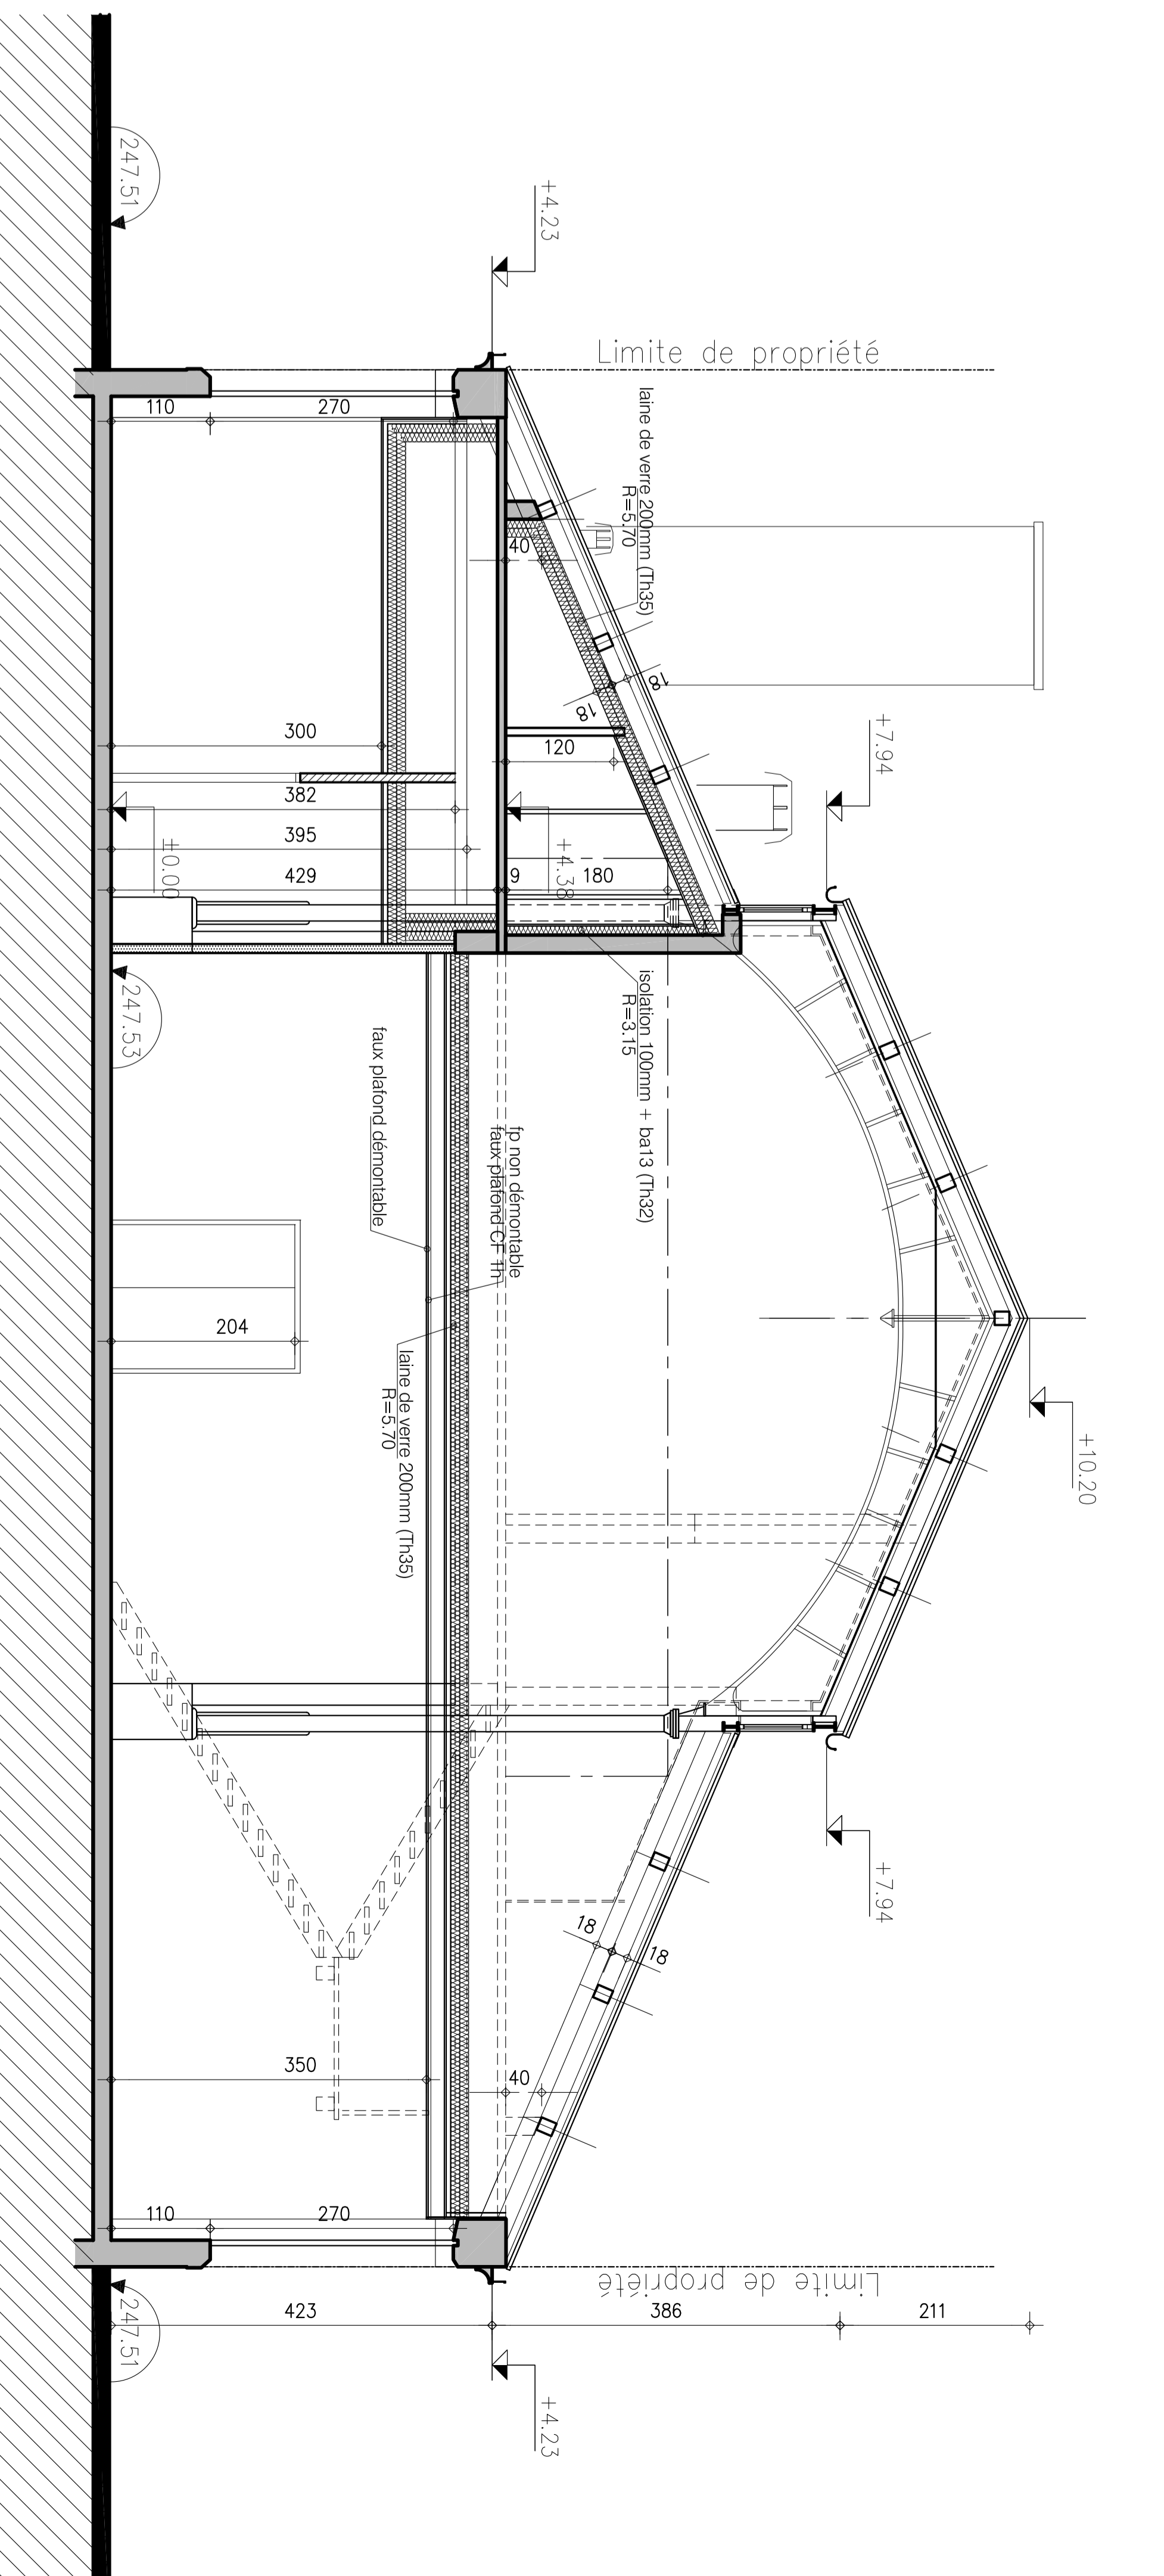 247.51
+4.23
Limite de propriété
110
270
laine de verre 200mm (Th35)
R=5.70
40
18
18
+7.94
300
120
382
±0.00
395
+4.38
429
9
180
247.53
isolation 100mm + ba13 (Th32)
R=3.15
faux plafond démontable
fp non démontable
faux plafond CF 1h
204
laine de verre 200mm (Th35)
R=5.70
+10.20
+7.94
18
18
350
40
110
270
Limite de propriété
247.51
423
386
211
+4.23